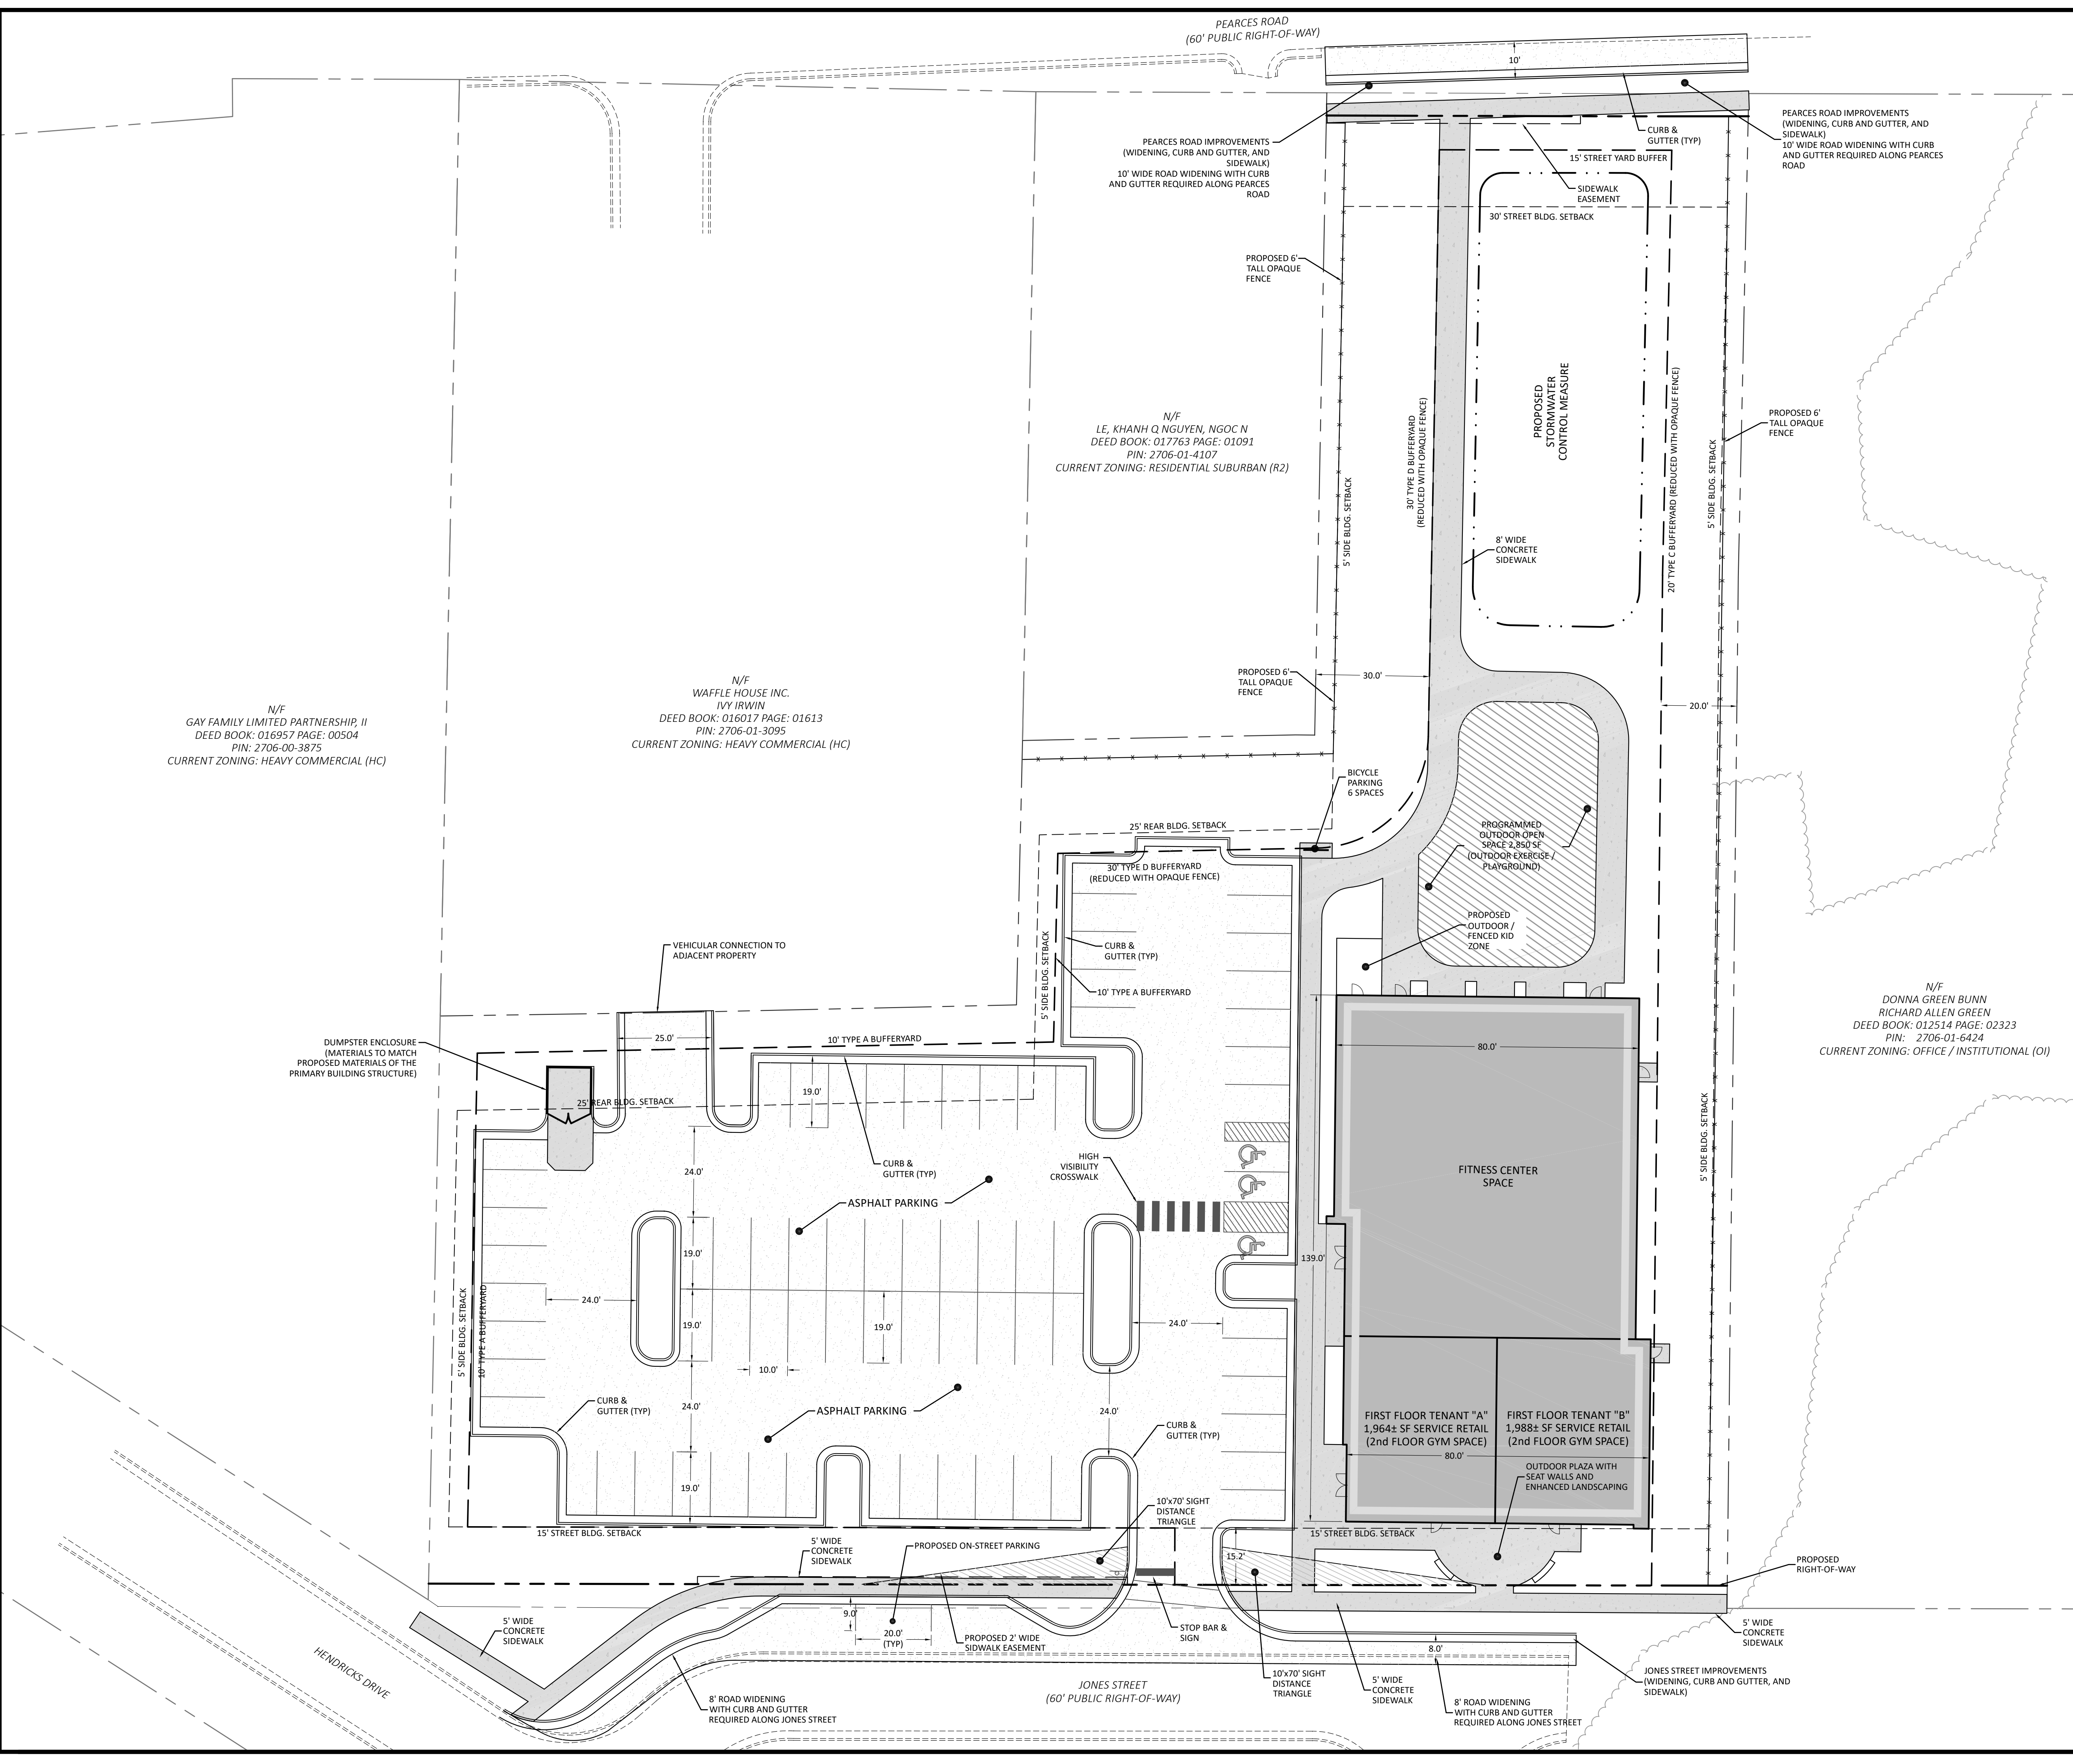 PEARCES ROAD
(60' PUBLIC RIGHT-OF-WAY)
10'
PEARCES ROAD IMPROVEMENTS
(WIDENING, CURB AND GUTTER, AND
SIDEWALK)
10' WIDE ROAD WIDENING WITH CURB
AND GUTTER REQUIRED ALONG PEARCES
ROAD
CURB &
GUTTER (TYP)
PEARCES ROAD IMPROVEMENTS
(WIDENING, CURB AND GUTTER, AND
SIDEWALK)
10' WIDE ROAD WIDENING WITH CURB
AND GUTTER REQUIRED ALONG PEARCES
ROAD
15' STREET YARD BUFFER
SIDEWALK
EASEMENT
30' STREET BLDG. SETBACK
PROPOSED 6'
TALL OPAQUE
FENCE
PROPOSED
STORMWATER
CONTROL MEASURE
30' TYPE D BUFFERYARD
(REDUCED WITH OPAQUE FENCE)
20' TYPE C BUFFERYARD (REDUCED WITH OPAQUE FENCE)
5' SIDE BLDG. SETBACK
5' SIDE BLDG. SETBACK
PROPOSED 6'
TALL OPAQUE
FENCE
N/F
LE, KHANH Q NGUYEN, NGOC N
DEED BOOK: 017763 PAGE: 01091
PIN: 2706-01-4107
CURRENT ZONING: RESIDENTIAL SUBURBAN (R2)
8' WIDE
CONCRETE
SIDEWALK
PROPOSED 6'
TALL OPAQUE
FENCE
30.0'
20.0'
N/F
GAY FAMILY LIMITED PARTNERSHIP, II
DEED BOOK: 016957 PAGE: 00504
PIN: 2706-00-3875
CURRENT ZONING: HEAVY COMMERCIAL (HC)
N/F
WAFFLE HOUSE INC.
IVY IRWIN
DEED BOOK: 016017 PAGE: 01613
PIN: 2706-01-3095
CURRENT ZONING: HEAVY COMMERCIAL (HC)
BICYCLE
PARKING
6 SPACES
25' REAR BLDG. SETBACK
30' TYPE D BUFFERYARD
(REDUCED WITH OPAQUE FENCE)
PROGRAMMED
OUTDOOR OPEN
SPACE 2,850 SF
(OUTDOOR EXERCISE /
PLAYGROUND)
PROPOSED
OUTDOOR /
FENCED KID
ZONE
VEHICULAR CONNECTION TO
ADJACENT PROPERTY
CURB &
GUTTER (TYP)
5' SIDE BLDG. SETBACK
10' TYPE A BUFFERYARD
N/F
DONNA GREEN BUNN
RICHARD ALLEN GREEN
DEED BOOK: 012514 PAGE: 02323
PIN: 2706-01-6424
CURRENT ZONING: OFFICE / INSTITUTIONAL (OI)
DUMPSTER ENCLOSURE
(MATERIALS TO MATCH
PROPOSED MATERIALS OF THE
PRIMARY BUILDING STRUCTURE)
25.0'
10' TYPE A BUFFERYARD
80.0'
25' REAR BLDG. SETBACK
19.0'
5' SIDE BLDG. SETBACK
24.0'
CURB &
GUTTER (TYP)
HIGH
VISIBILITY
CROSSWALK
FITNESS CENTER
SPACE
ASPHALT PARKING
19.0'
139.0'
24.0'
19.0'
19.0'
24.0'
10.0'
5' SIDE BLDG. SETBACK
10' TYPE A BUFFERYARD
CURB &
GUTTER (TYP)
24.0'
ASPHALT PARKING
24.0'
CURB &
GUTTER (TYP)
FIRST FLOOR TENANT "A"
1,964± SF SERVICE RETAIL
(2nd FLOOR GYM SPACE)
FIRST FLOOR TENANT "B"
1,988± SF SERVICE RETAIL
(2nd FLOOR GYM SPACE)
80.0'
OUTDOOR PLAZA WITH
SEAT WALLS AND
ENHANCED LANDSCAPING
19.0'
10'x70' SIGHT
DISTANCE
TRIANGLE
15' STREET BLDG. SETBACK
15' STREET BLDG. SETBACK
5' WIDE
CONCRETE
SIDEWALK
PROPOSED ON-STREET PARKING
15.2'
PROPOSED
RIGHT-OF-WAY
5' WIDE
CONCRETE
SIDEWALK
9.0'
20.0'
(TYP)
PROPOSED 2' WIDE
SIDWALK EASEMENT
STOP BAR &
SIGN
8.0'
5' WIDE
CONCRETE
SIDEWALK
HENDRICKS DRIVE
10'x70' SIGHT
DISTANCE
TRIANGLE
5' WIDE
CONCRETE
SIDEWALK
JONES STREET IMPROVEMENTS
(WIDENING, CURB AND GUTTER, AND
SIDEWALK)
JONES STREET
(60' PUBLIC RIGHT-OF-WAY)
8' ROAD WIDENING
WITH CURB AND GUTTER
REQUIRED ALONG JONES STREET
8' ROAD WIDENING
WITH CURB AND GUTTER
REQUIRED ALONG JONES STREET